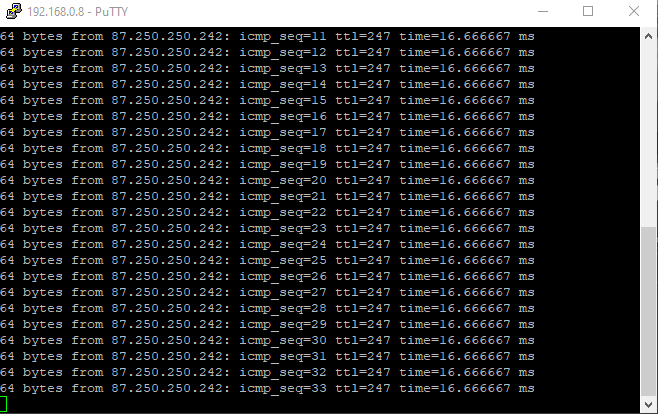 192.168.0.8 - PuTTY
64 bytes from 87.250.250.242: icmp_seq=11 ttl=247 time=16.666667 ms
64 bytes from 87.250.250.242: icmp_seq=12 ttl=247 time=16.666667 ms
64 bytes from 87.250.250.242: icmp_seq=13 ttl=247 time=16.666667 ms
64 bytes from 87.250.250.242: icmp_seq=14 ttl=247 time=16.666667 ms
64 bytes from 87.250.250.242: icmp_seq=15 ttl=247 time=16.666667 ms
64 bytes from 87.250.250.242: icmp_seq=16 ttl=247 time=16.666667 ms
64 bytes from 87.250.250.242: icmp_seq=17 ttl=247 time=16.666667 ms
64 bytes from 87.250.250.242: icmp_seq=18 ttl=247 time=16.666667 ms
64 bytes from 87.250.250.242: icmp_seq=19 ttl=247 time=16.666667 ms
64 bytes from 87.250.250.242: icmp_seq=20 ttl=247 time=16.666667 ms
64 bytes from 87.250.250.242: icmp_seq=21 ttl=247 time=16.666667 ms
64 bytes from 87.250.250.242: icmp_seq=22 ttl=247 time=16.666667 ms
64 bytes from 87.250.250.242: icmp_seq=23 ttl=247 time=16.666667 ms
64 bytes from 87.250.250.242: icmp_seq=24 ttl=247 time=16.666667 ms
64 bytes from 87.250.250.242: icmp_seq=25 ttl=247 time=16.666667 ms
64 bytes from 87.250.250.242: icmp_seq=26 ttl=247 time=16.666667 ms
64 bytes from 87.250.250.242: icmp_seq=27 ttl=247 time=16.666667 ms
64 bytes from 87.250.250.242: icmp_seq=28 ttl=247 time=16.666667 ms
64 bytes from 87.250.250.242: icmp_seq=29 ttl=247 time=16.666667 ms
64 bytes from 87.250.250.242: icmp_seq=30 ttl=247 time=16.666667 ms
64 bytes from 87.250.250.242: icmp_seq=31 ttl=247 time=16.666667 ms
64 bytes from 87.250.250.242: icmp_seq=32 ttl=247 time=16.666667 ms
64 bytes from 87.250.250.242: icmp_seq=33 ttl=247 time=16.666667 ms